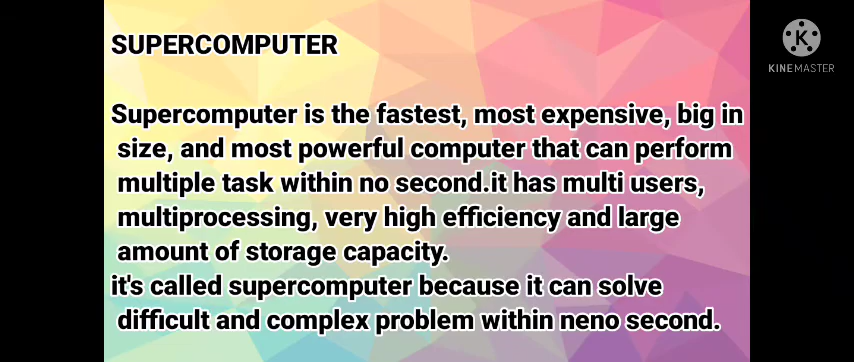 SUPERCOMPUTER
Supercomputer is the fastest, most expensive, big in
size, and most powerful computer that can perform
multiple task within no second.it has multi users,
multiprocessing, very high efficiency and large
amount of storage capacity.
it's called supercomputer because it can solve
difficult and complex problem within neno second.
K
KINEMASTER